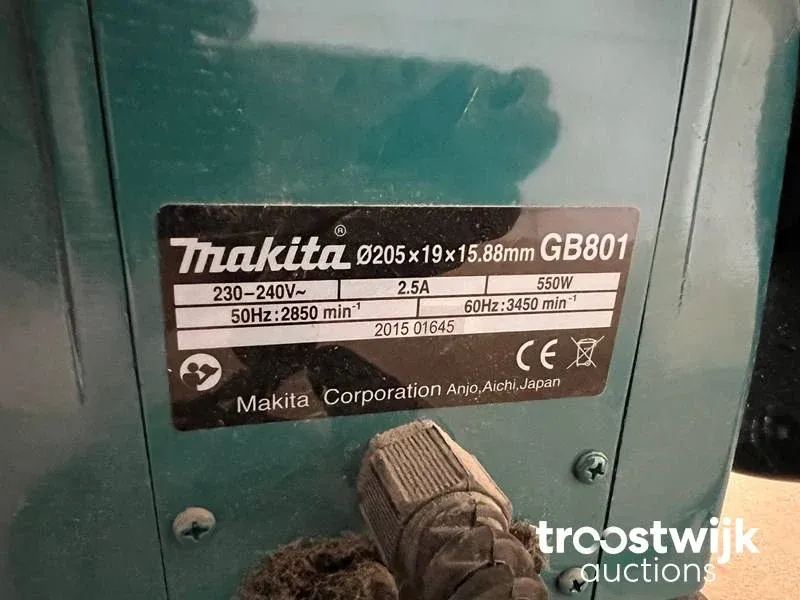 makita® Ø205×19×15.88mm GB801
230-240V~ 2.5A 550W
50Hz:2850 min⁻¹ 60Hz:3450 min⁻¹
2015 01645
CE
Makita Corporation Anjo,Aichi,Japan
troostwijk
auctions